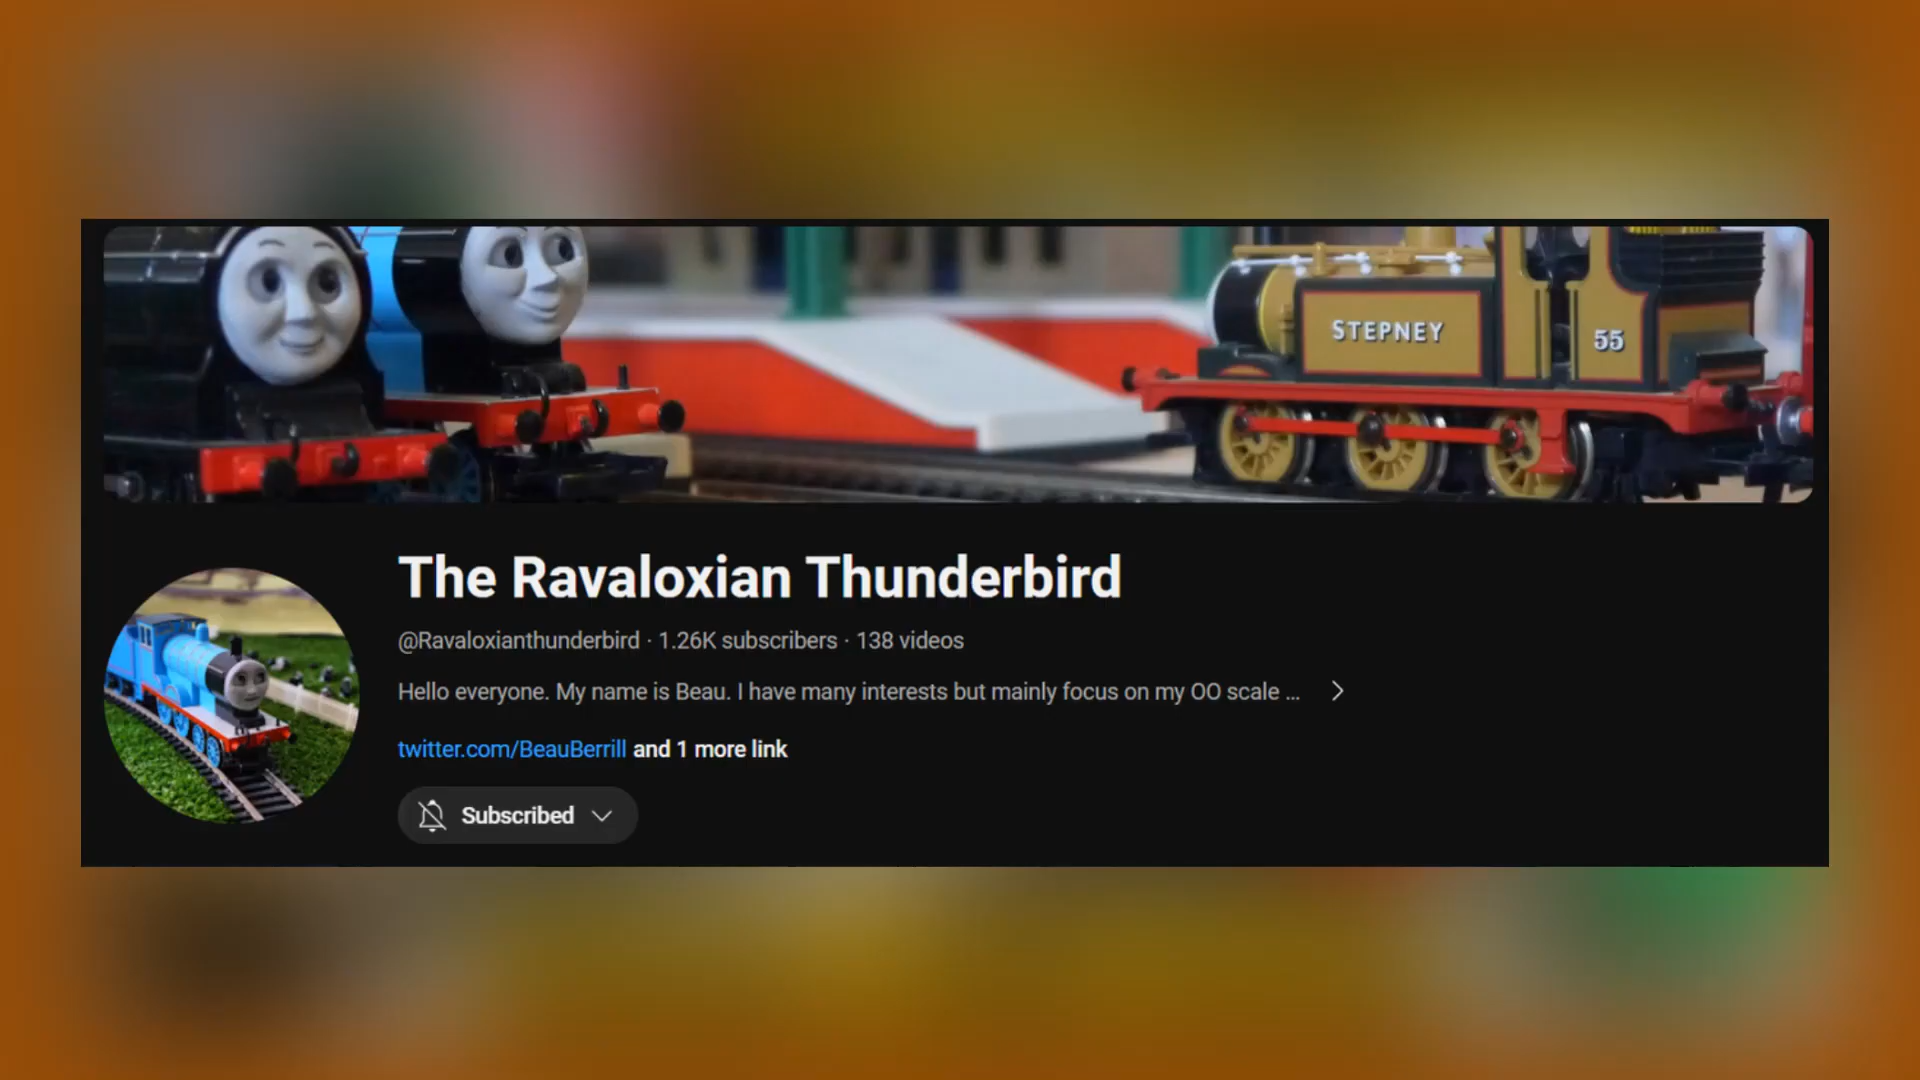 STEPNEY
55
The Ravaloxian Thunderbird
@Ravaloxianthunderbird · 1.26K subscribers · 138 videos
Hello everyone. My name is Beau. I have many interests but mainly focus on my OO scale ...
twitter.com/BeauBerrill and 1 more link
Subscribed